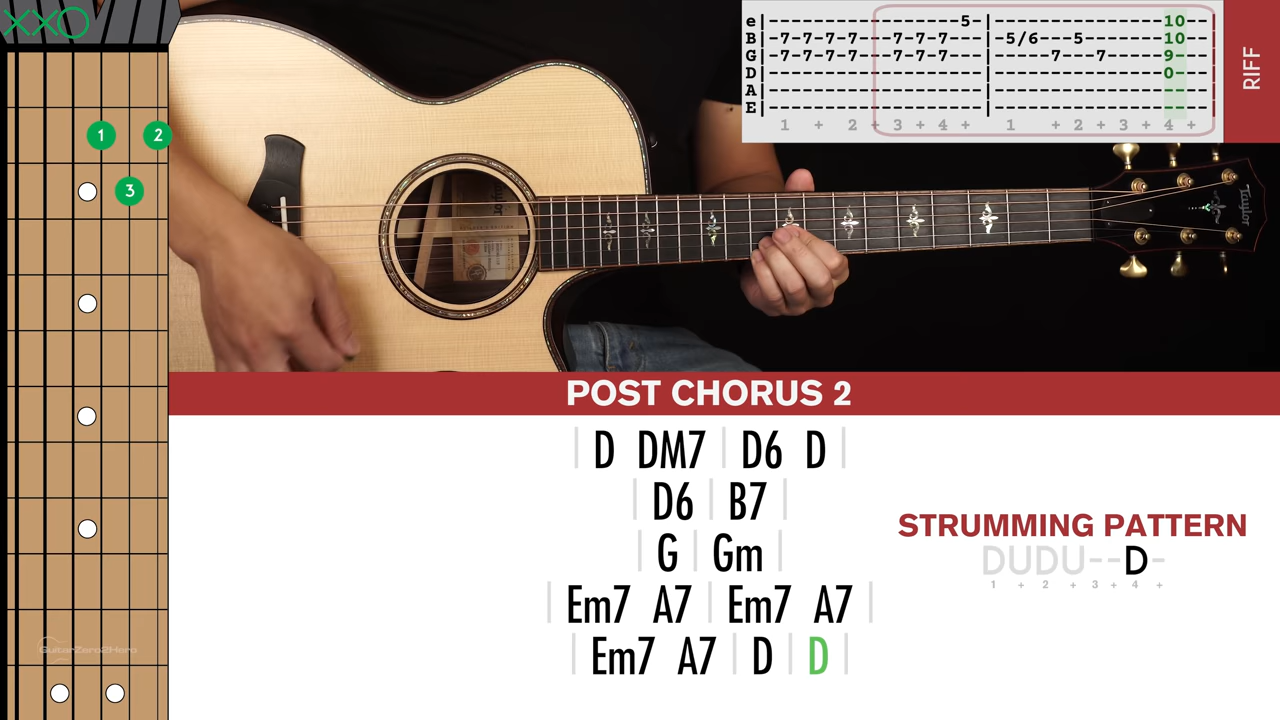 XXO
e|-----------------5-|---------------10---|
B|-7-7-7-7---7-7-7---|-5/6---5-------10---|
G|-7-7-7-7---7-7-7---|-----7---7-----9----|
D|-------------------|---------------0----|
A|-------------------|--------------------|
E|-------------------|--------------------|
1 + 2 + 3 + 4 + 1 + 2 + 3 + 4 +
RIFF
1 2
3
Taylor
POST CHORUS 2
| D DM7 | D6 D |
| D6 | B7 |
| G | Gm |
| Em7 A7 | Em7 A7 |
| Em7 A7 | D | D |
STRUMMING PATTERN
DUDU--D-
1 + 2 + 3 + 4 +
GuitarZero2Hero